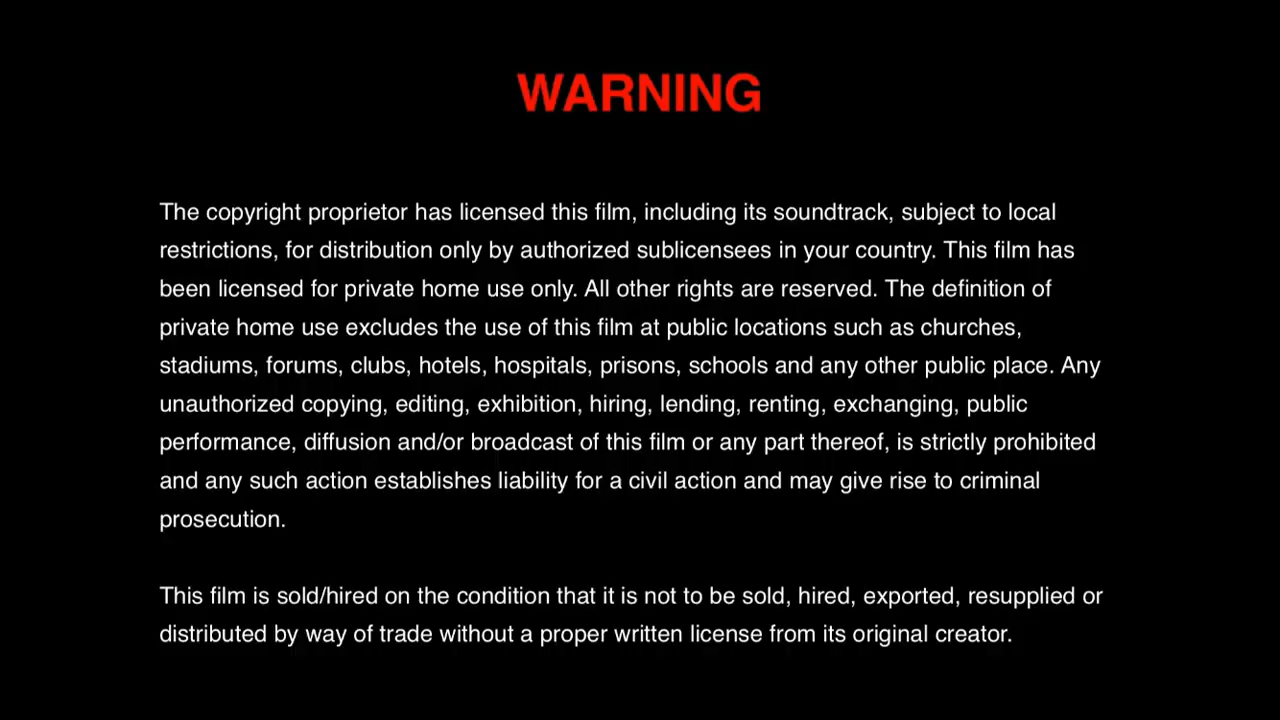 WARNING
The copyright proprietor has licensed this film, including its soundtrack, subject to local
restrictions, for distribution only by authorized sublicensees in your country. This film has
been licensed for private home use only. All other rights are reserved. The definition of
private home use excludes the use of this film at public locations such as churches,
stadiums, forums, clubs, hotels, hospitals, prisons, schools and any other public place. Any
unauthorized copying, editing, exhibition, hiring, lending, renting, exchanging, public
performance, diffusion and/or broadcast of this film or any part thereof, is strictly prohibited
and any such action establishes liability for a civil action and may give rise to criminal
prosecution.
This film is sold/hired on the condition that it is not to be sold, hired, exported, resupplied or
distributed by way of trade without a proper written license from its original creator.